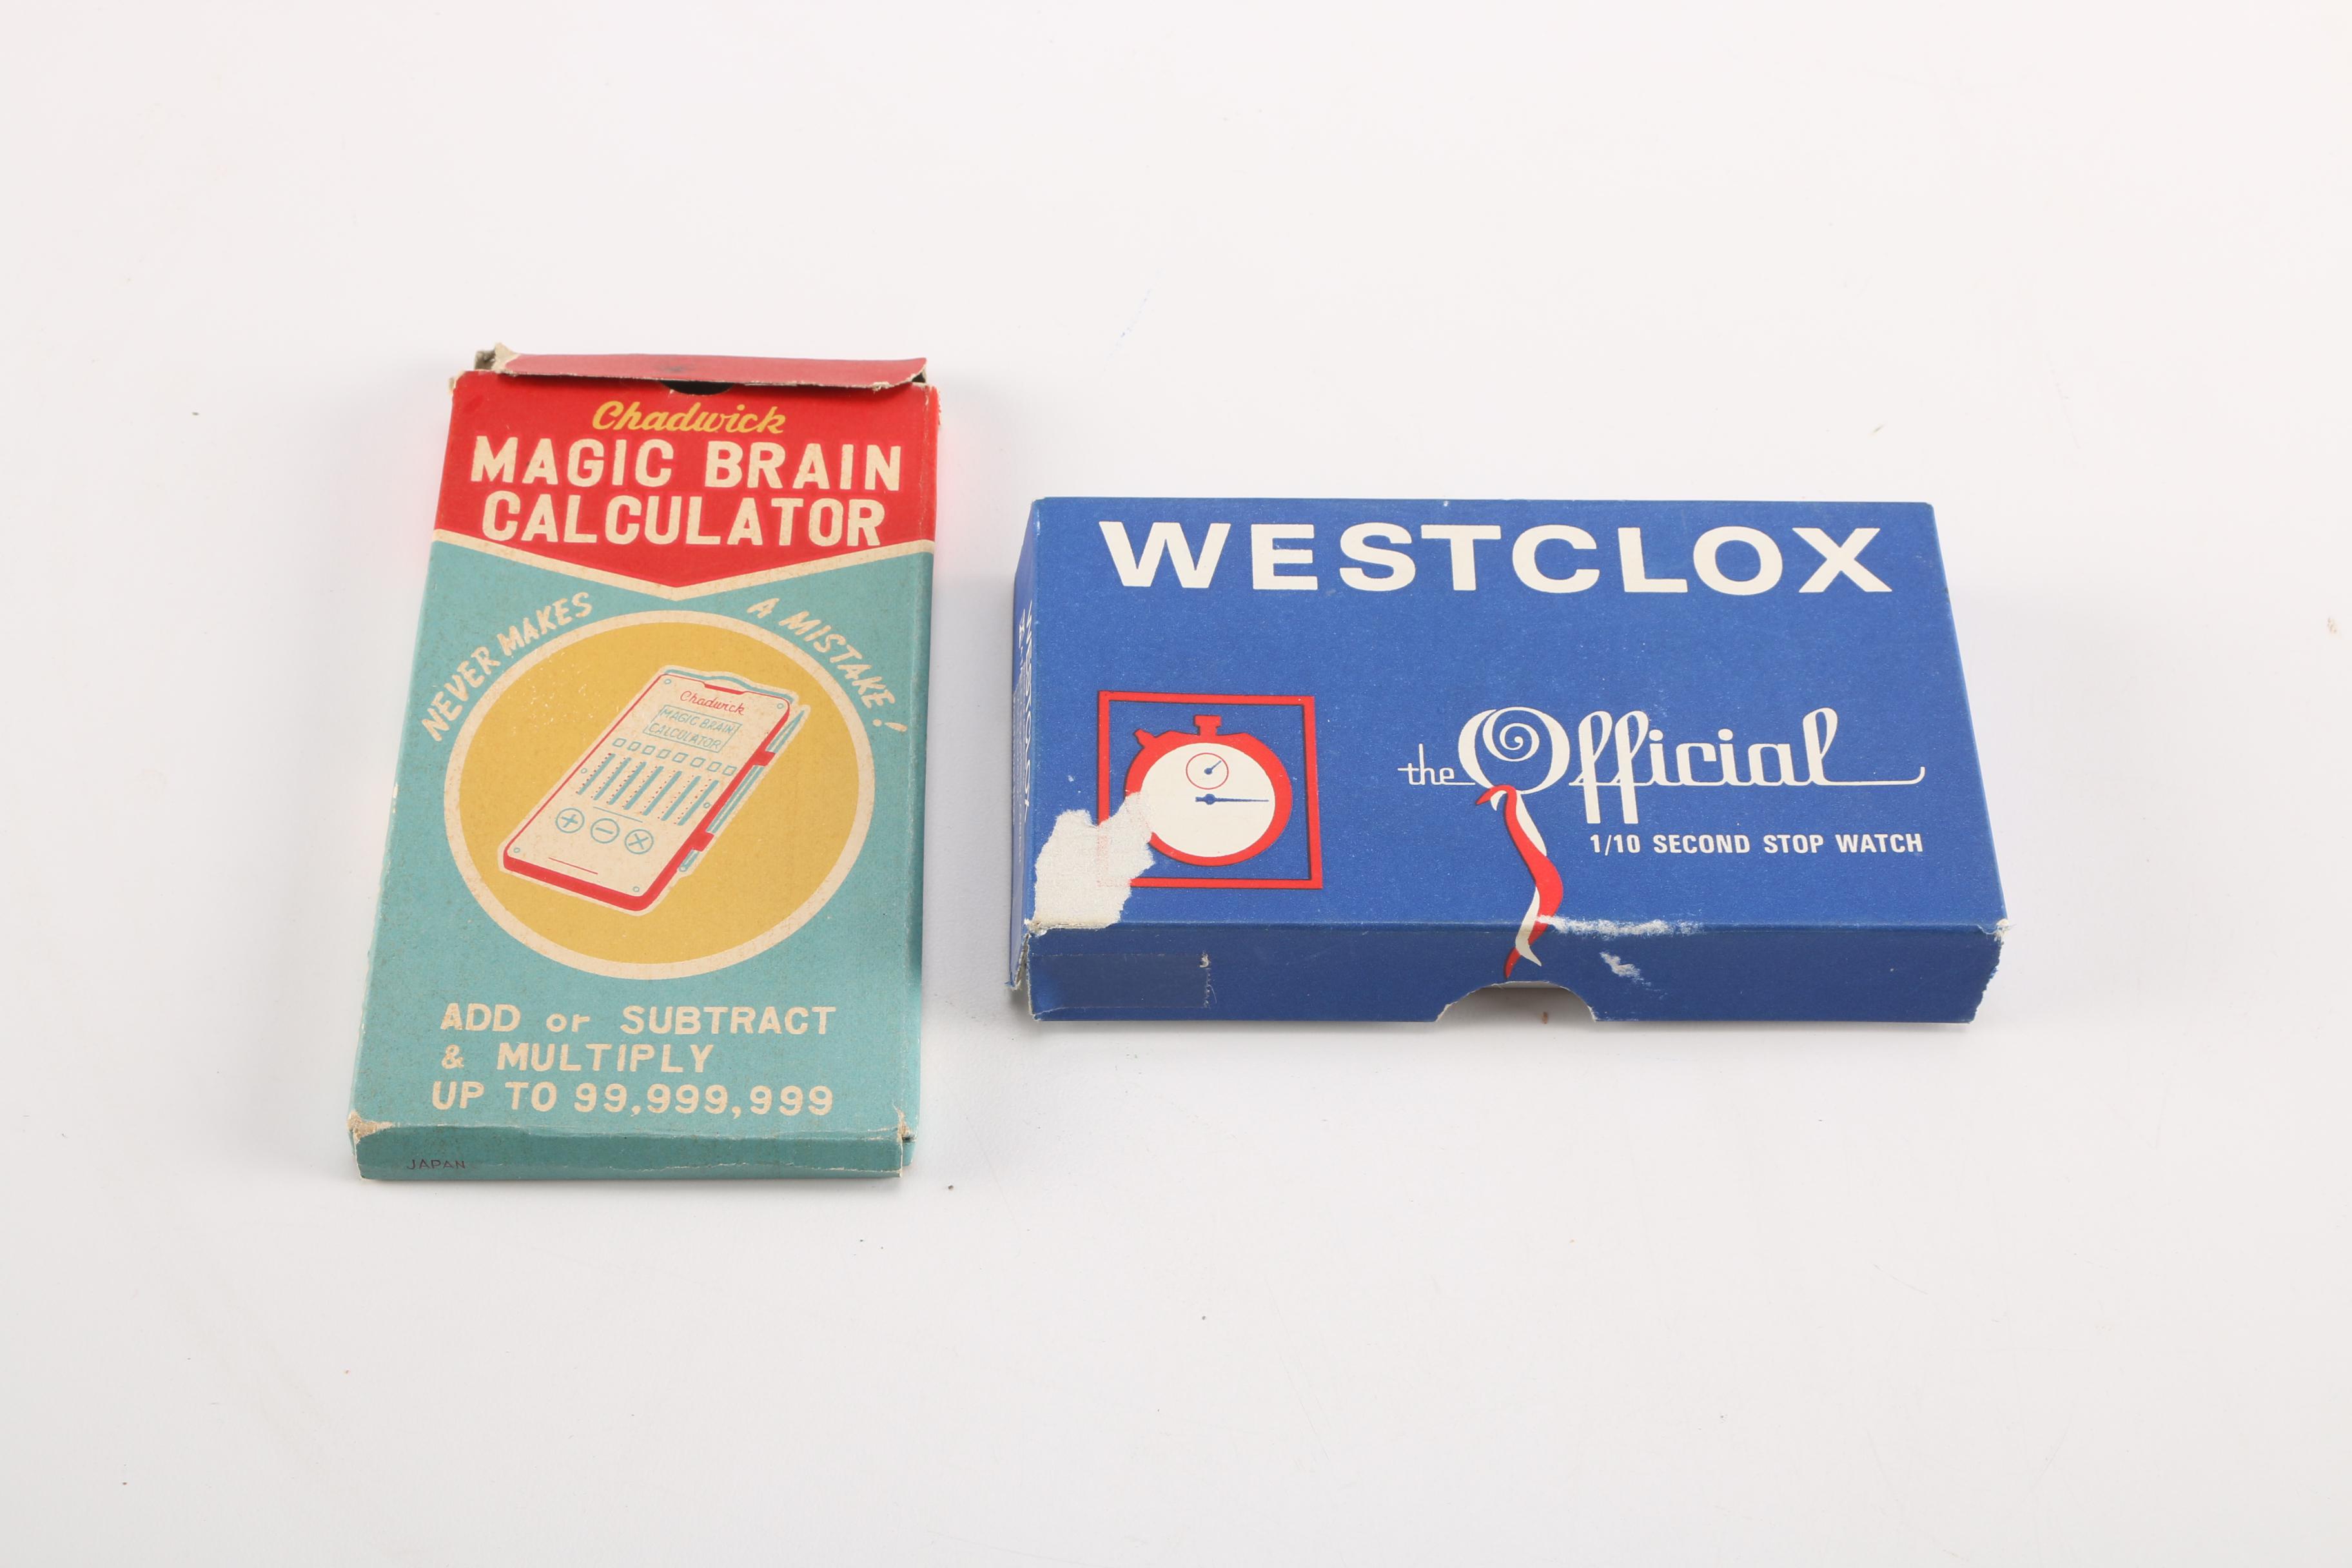 Chadwick
MAGIC BRAIN
CALCULATOR
NEVER MAKES A MISTAKE!
Chadwick
MAGIC BRAIN
CALCULATOR
ADD or SUBTRACT
& MULTIPLY
UP TO 99,999,999
JAPAN
WESTCLOX
the Official
1/10 SECOND STOP WATCH